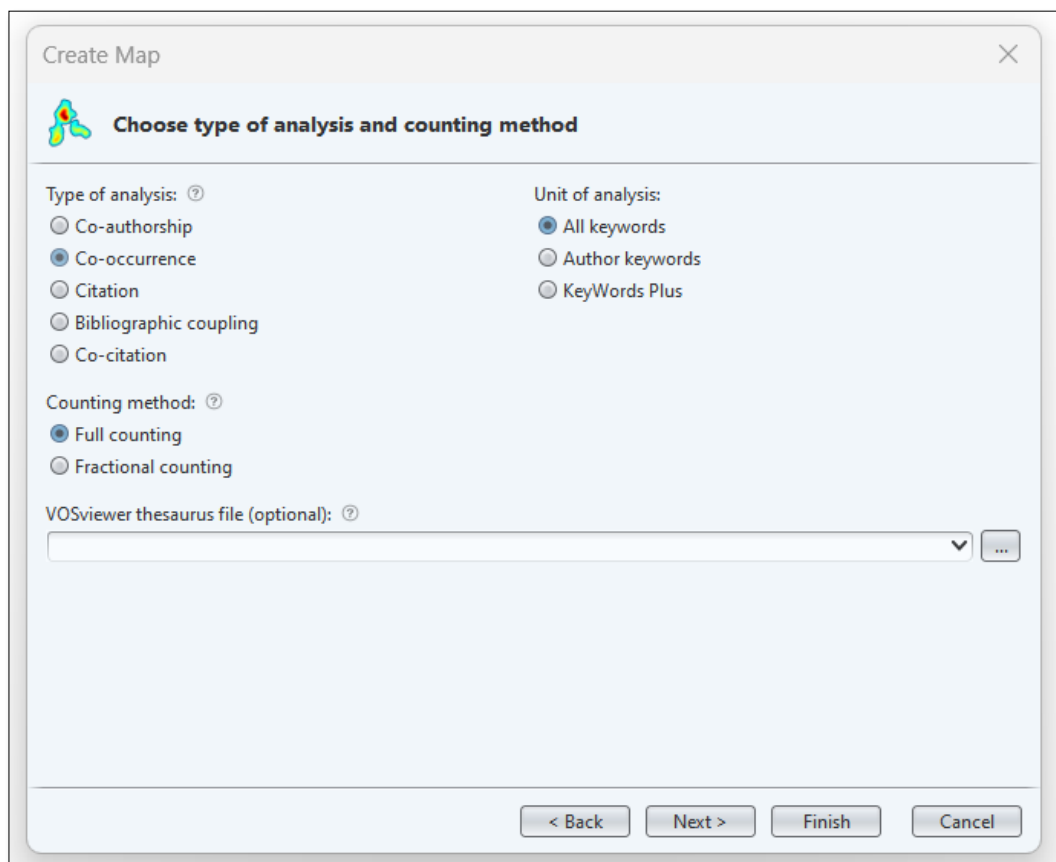 Create Map
Choose type of analysis and counting method
Type of analysis: ?
Co-authorship
Co-occurrence
Citation
Bibliographic coupling
Co-citation
Unit of analysis:
All keywords
Author keywords
KeyWords Plus
Counting method: ?
Full counting
Fractional counting
VOSviewer thesaurus file (optional): ?
...
< Back Next > Finish Cancel